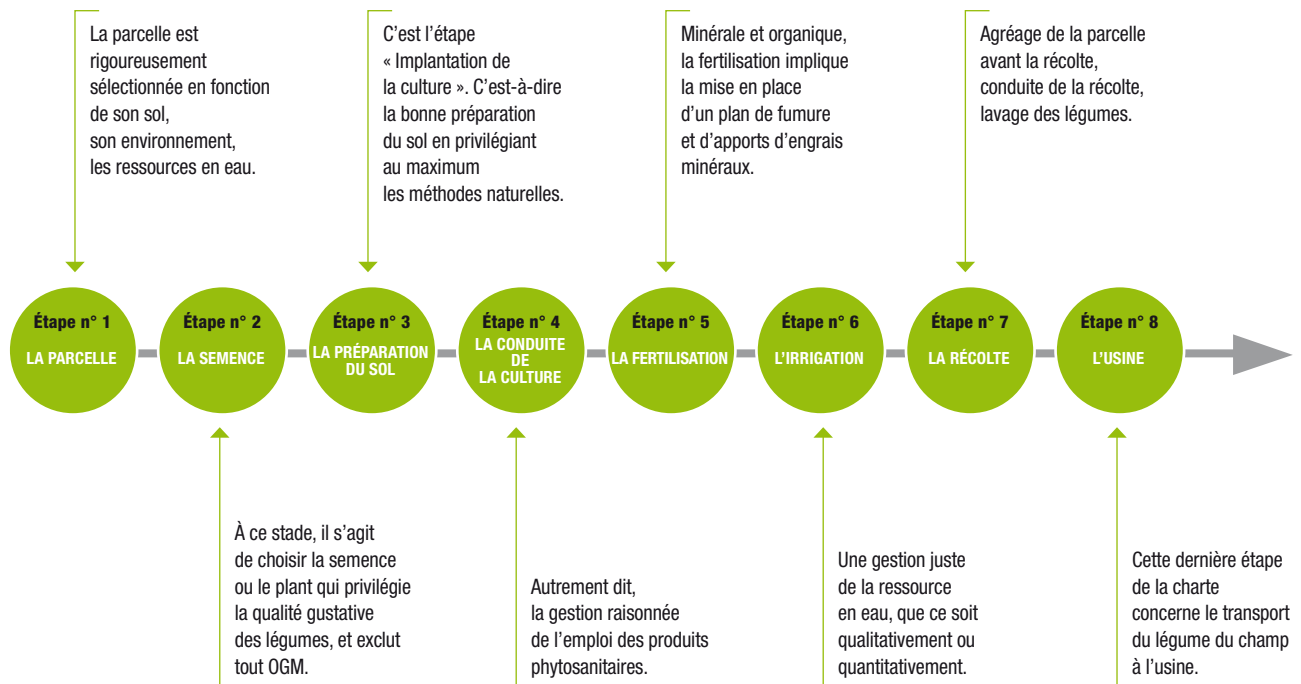 La parcelle est
rigoureusement
sélectionnée en fonction
de son sol,
son environnement,
les ressources en eau.
C’est l’étape
« Implantation de
la culture ». C’est-à-dire
la bonne préparation
du sol en privilégiant
au maximum
les méthodes naturelles.
Minérale et organique,
la fertilisation implique
la mise en place
d’un plan de fumure
et d’apports d’engrais
minéraux.
Agréage de la parcelle
avant la récolte,
conduite de la récolte,
lavage des légumes.
Étape n° 1
LA PARCELLE
Étape n° 2
LA SEMENCE
Étape n° 3
LA PRÉPARATION
DU SOL
Étape n° 4
LA CONDUITE
DE
LA CULTURE
Étape n° 5
LA FERTILISATION
Étape n° 6
L’IRRIGATION
Étape n° 7
LA RÉCOLTE
Étape n° 8
L’USINE
À ce stade, il s’agit
de choisir la semence
ou le plant qui privilégie
la qualité gustative
des légumes, et exclut
tout OGM.
Autrement dit,
la gestion raisonnée
de l’emploi des produits
phytosanitaires.
Une gestion juste
de la ressource
en eau, que ce soit
qualitativement ou
quantitativement.
Cette dernière étape
de la charte
concerne le transport
du légume du champ
à l’usine.